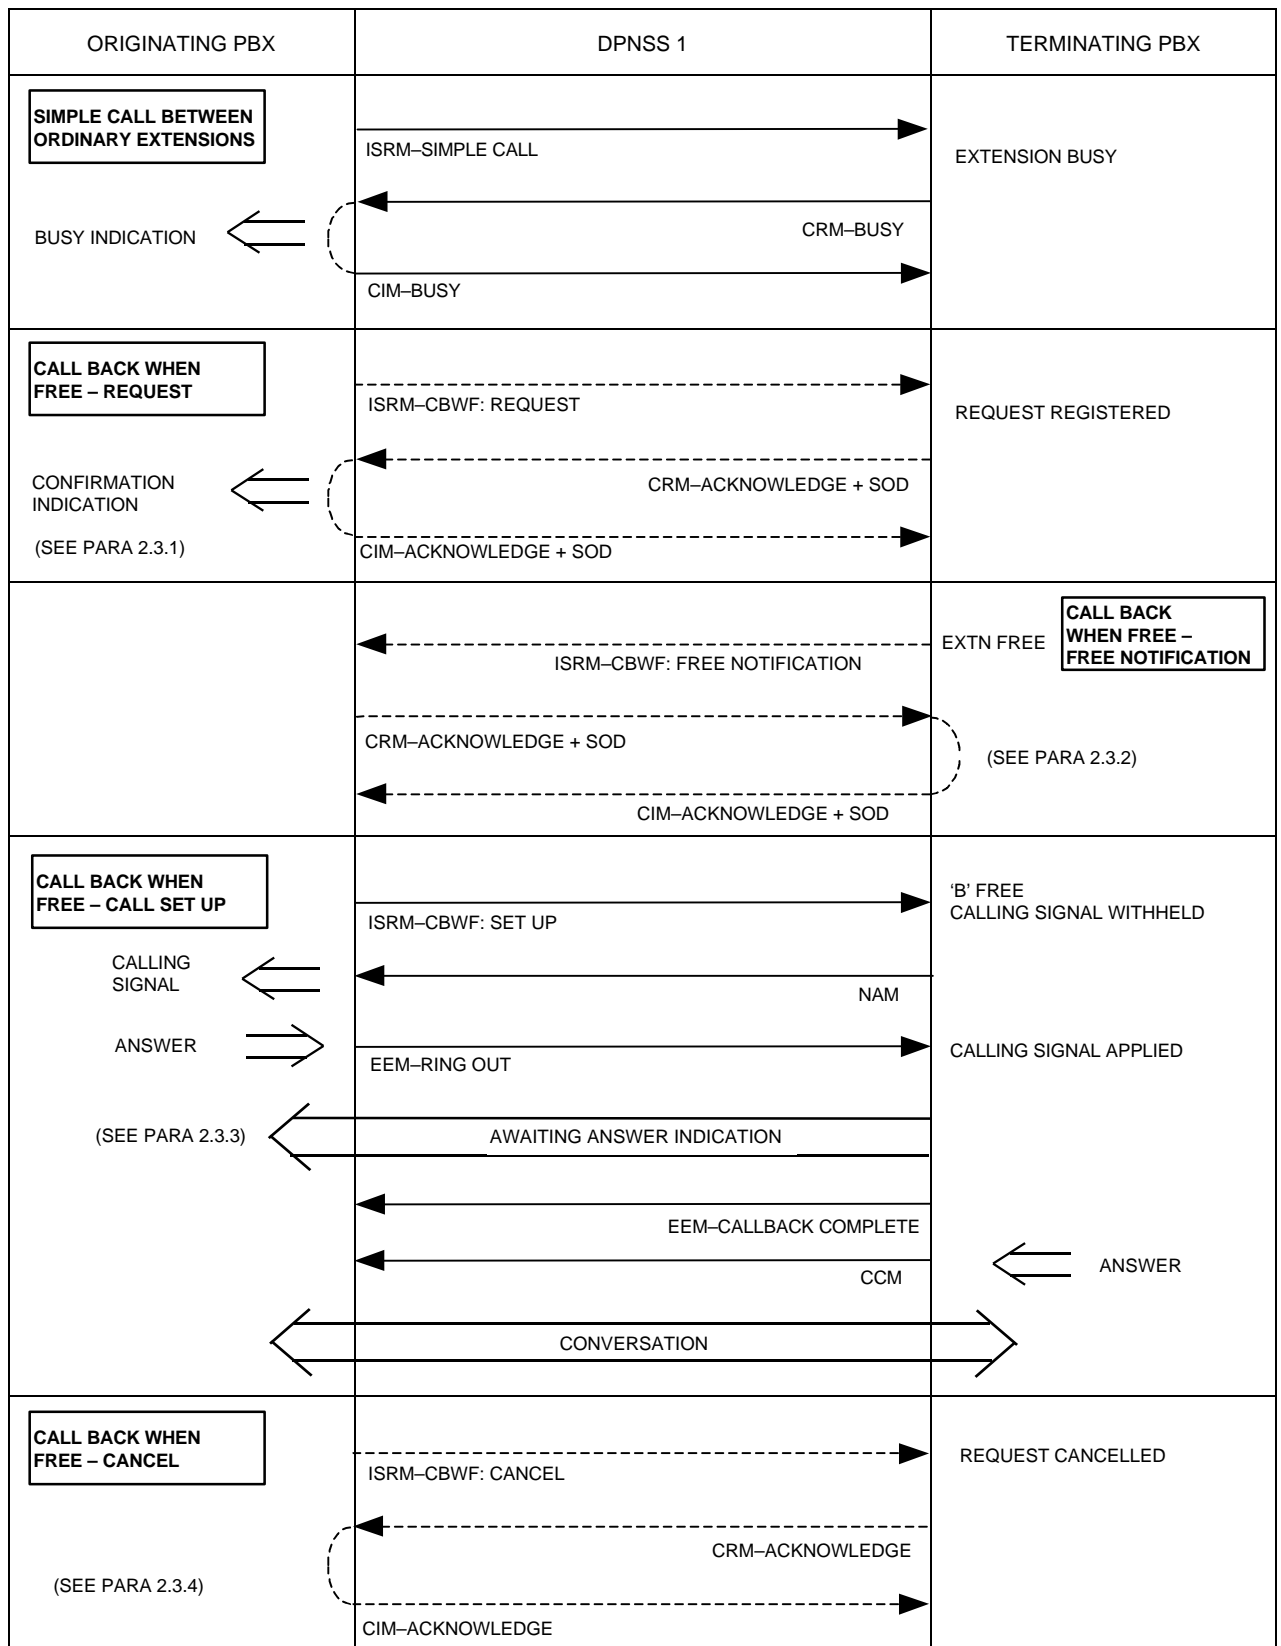 ORIGINATING PBX
DPNSS 1
TERMINATING PBX
SIMPLE CALL BETWEEN
ORDINARY EXTENSIONS
ISRM–SIMPLE CALL
EXTENSION BUSY
CRM–BUSY
BUSY INDICATION
CIM–BUSY
CALL BACK WHEN
FREE – REQUEST
ISRM–CBWF: REQUEST
REQUEST REGISTERED
CONFIRMATION
INDICATION
CRM–ACKNOWLEDGE + SOD
(SEE PARA 2.3.1)
CIM–ACKNOWLEDGE + SOD
EXTN FREE
CALL BACK
WHEN FREE –
FREE NOTIFICATION
ISRM–CBWF: FREE NOTIFICATION
CRM–ACKNOWLEDGE + SOD
(SEE PARA 2.3.2)
CIM–ACKNOWLEDGE + SOD
CALL BACK WHEN
FREE – CALL SET UP
ISRM–CBWF: SET UP
‘B’ FREE
CALLING SIGNAL WITHHELD
CALLING
SIGNAL
NAM
ANSWER
EEM–RING OUT
CALLING SIGNAL APPLIED
(SEE PARA 2.3.3)
AWAITING ANSWER INDICATION
EEM–CALLBACK COMPLETE
CCM
ANSWER
CONVERSATION
CALL BACK WHEN
FREE – CANCEL
ISRM–CBWF: CANCEL
REQUEST CANCELLED
CRM–ACKNOWLEDGE
(SEE PARA 2.3.4)
CIM–ACKNOWLEDGE